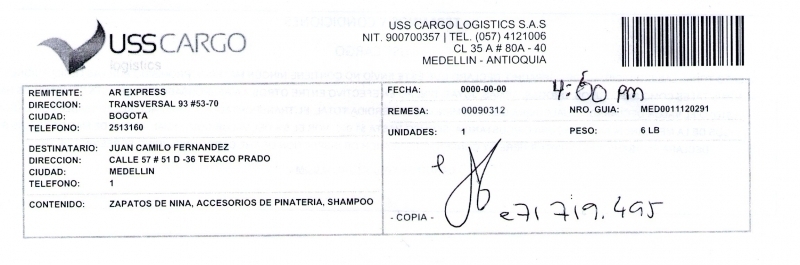 USSCARGO
logistics
USS CARGO LOGISTICS S.A.S
NIT. 900700357 | TEL. (057) 4121006
CL 35 A # 80A - 40
MEDELLIN - ANTIOQUIA
REMITENTE: AR EXPRESS
DIRECCION: TRANSVERSAL 93 #53-70
CIUDAD: BOGOTA
TELEFONO: 2513160
DESTINATARIO: JUAN CAMILO FERNANDEZ
DIRECCION: CALLE 57 # 51 D -36 TEXACO PRADO
CIUDAD: MEDELLIN
TELEFONO: 1
CONTENIDO: ZAPATOS DE NINA, ACCESORIOS DE PINATERIA, SHAMPOO
FECHA: 0000-00-00 4:00 pm
REMESA: 00090312 NRO. GUIA: MED0011120291
UNIDADES: 1 PESO: 6 LB
- COPIA -
e71719.495